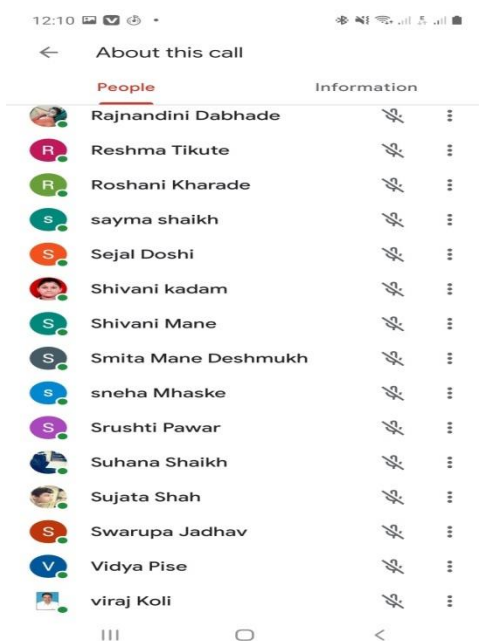 12:10
About this call
People Information
Rajnandini Dabhade
R Reshma Tikute
R Roshani Kharade
s sayma shaikh
S Sejal Doshi
Shivani kadam
S Shivani Mane
S Smita Mane Deshmukh
s sneha Mhaske
S Srushti Pawar
Suhana Shaikh
Sujata Shah
S Swarupa Jadhav
V Vidya Pise
viraj Koli